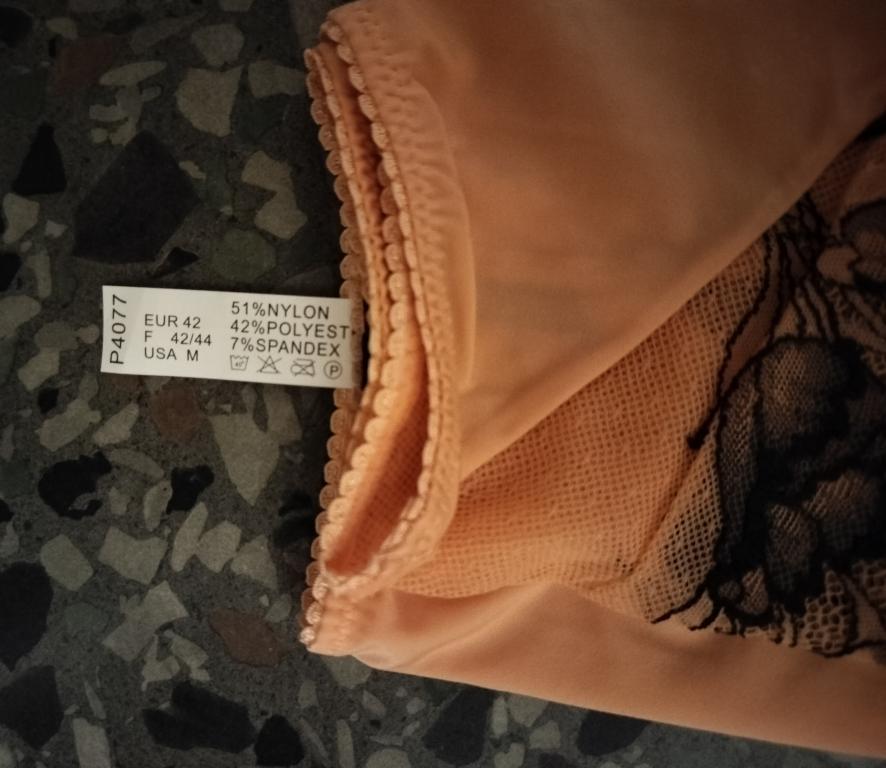 P4077
EUR 42
F 42/44
USA M
51%NYLON
42%POLYEST
7%SPANDEX
P